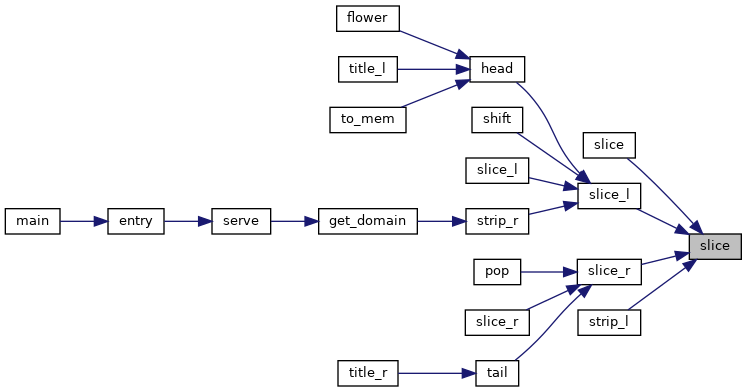 flower
title_l
head
to_mem
shift
slice
slice_l
slice_l
main
entry
serve
get_domain
strip_r
slice
pop
slice_r
slice_r
strip_l
title_r
tail